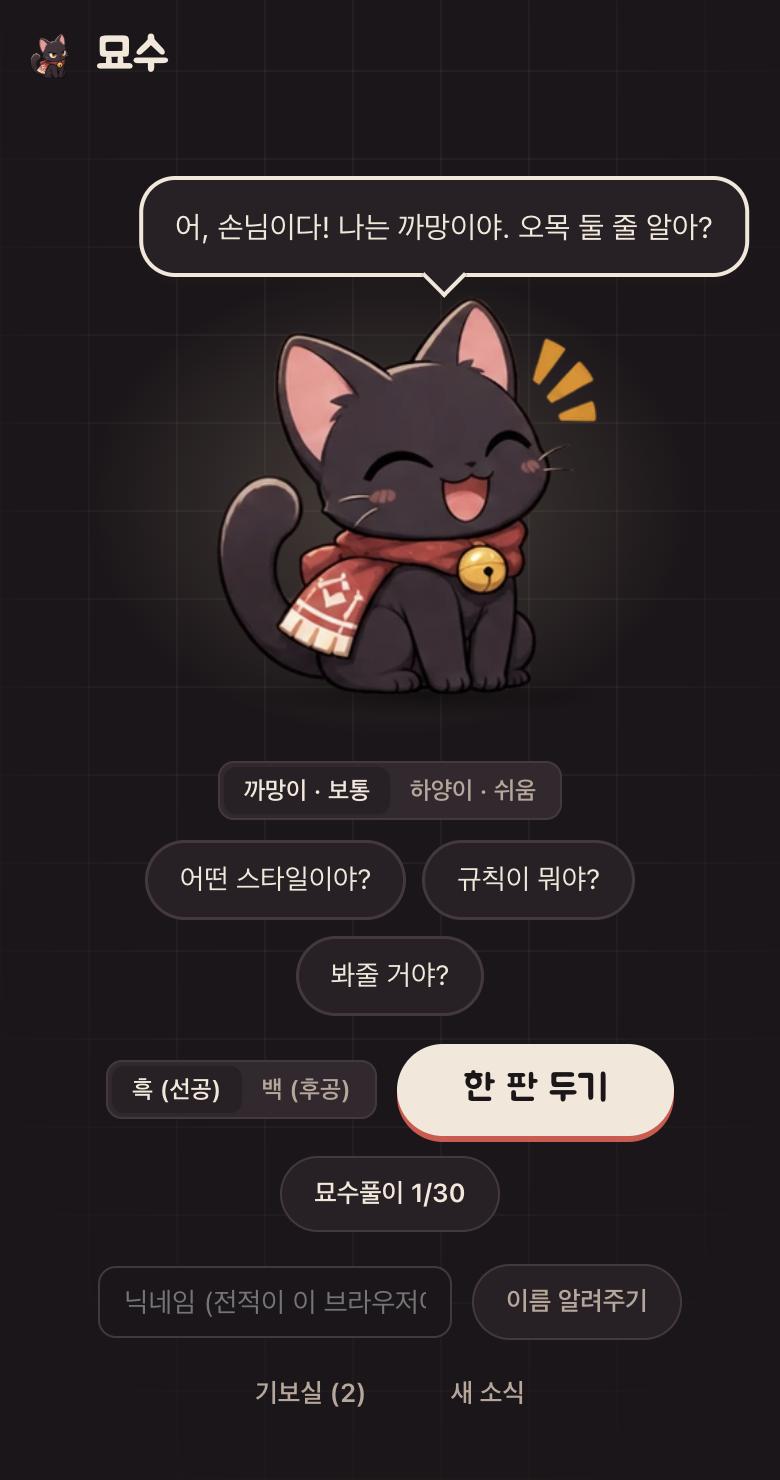 묘수
어, 손님이다! 나는 까망이야. 오목 둘 줄 알아?
까망이 · 보통 하양이 · 쉬움
어떤 스타일이야? 규칙이 뭐야?
봐줄 거야?
흑 (선공) 백 (후공) 한 판 두기
묘수풀이 1/30
닉네임 (전적이 이 브라우저 이름 알려주기
기보실 (2) 새 소식